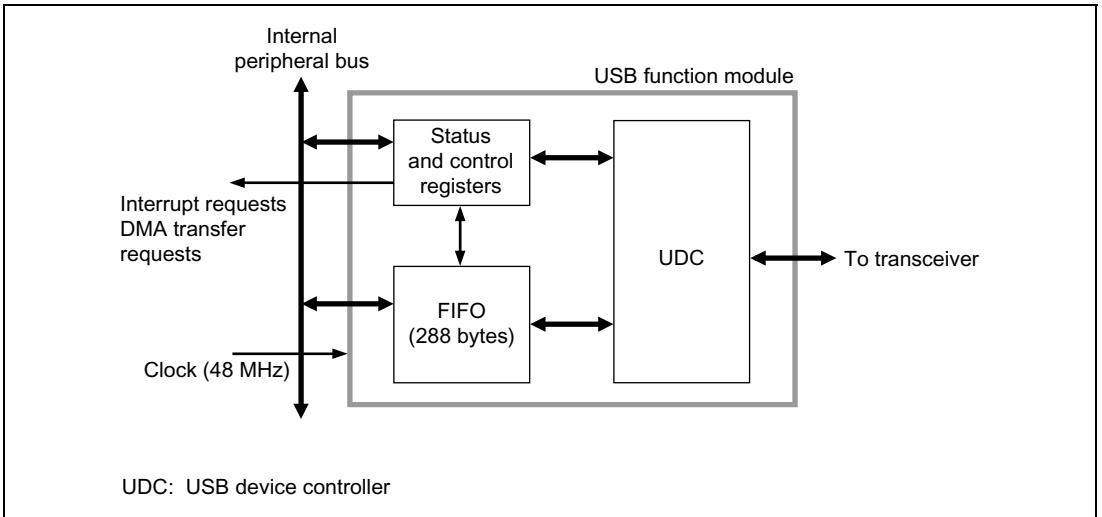 Internal
peripheral bus
USB function module
Status
and control
registers
Interrupt requests
DMA transfer
requests
UDC
To transceiver
FIFO
(288 bytes)
Clock (48 MHz)
UDC: USB device controller